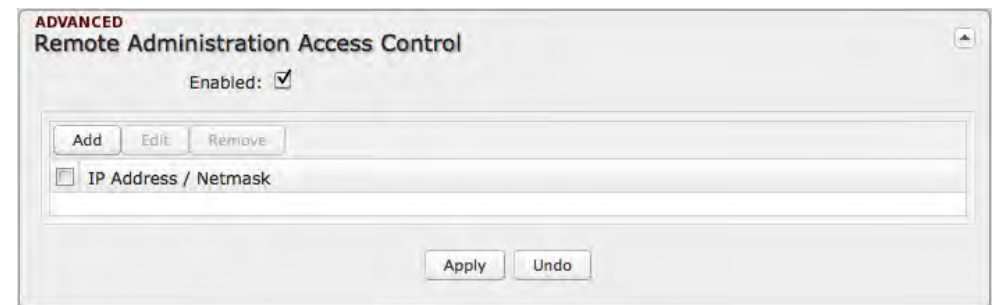 ADVANCED
Remote Administration Access Control
Enabled:
Add Edit Remove
IP Address / Netmask
Apply Undo